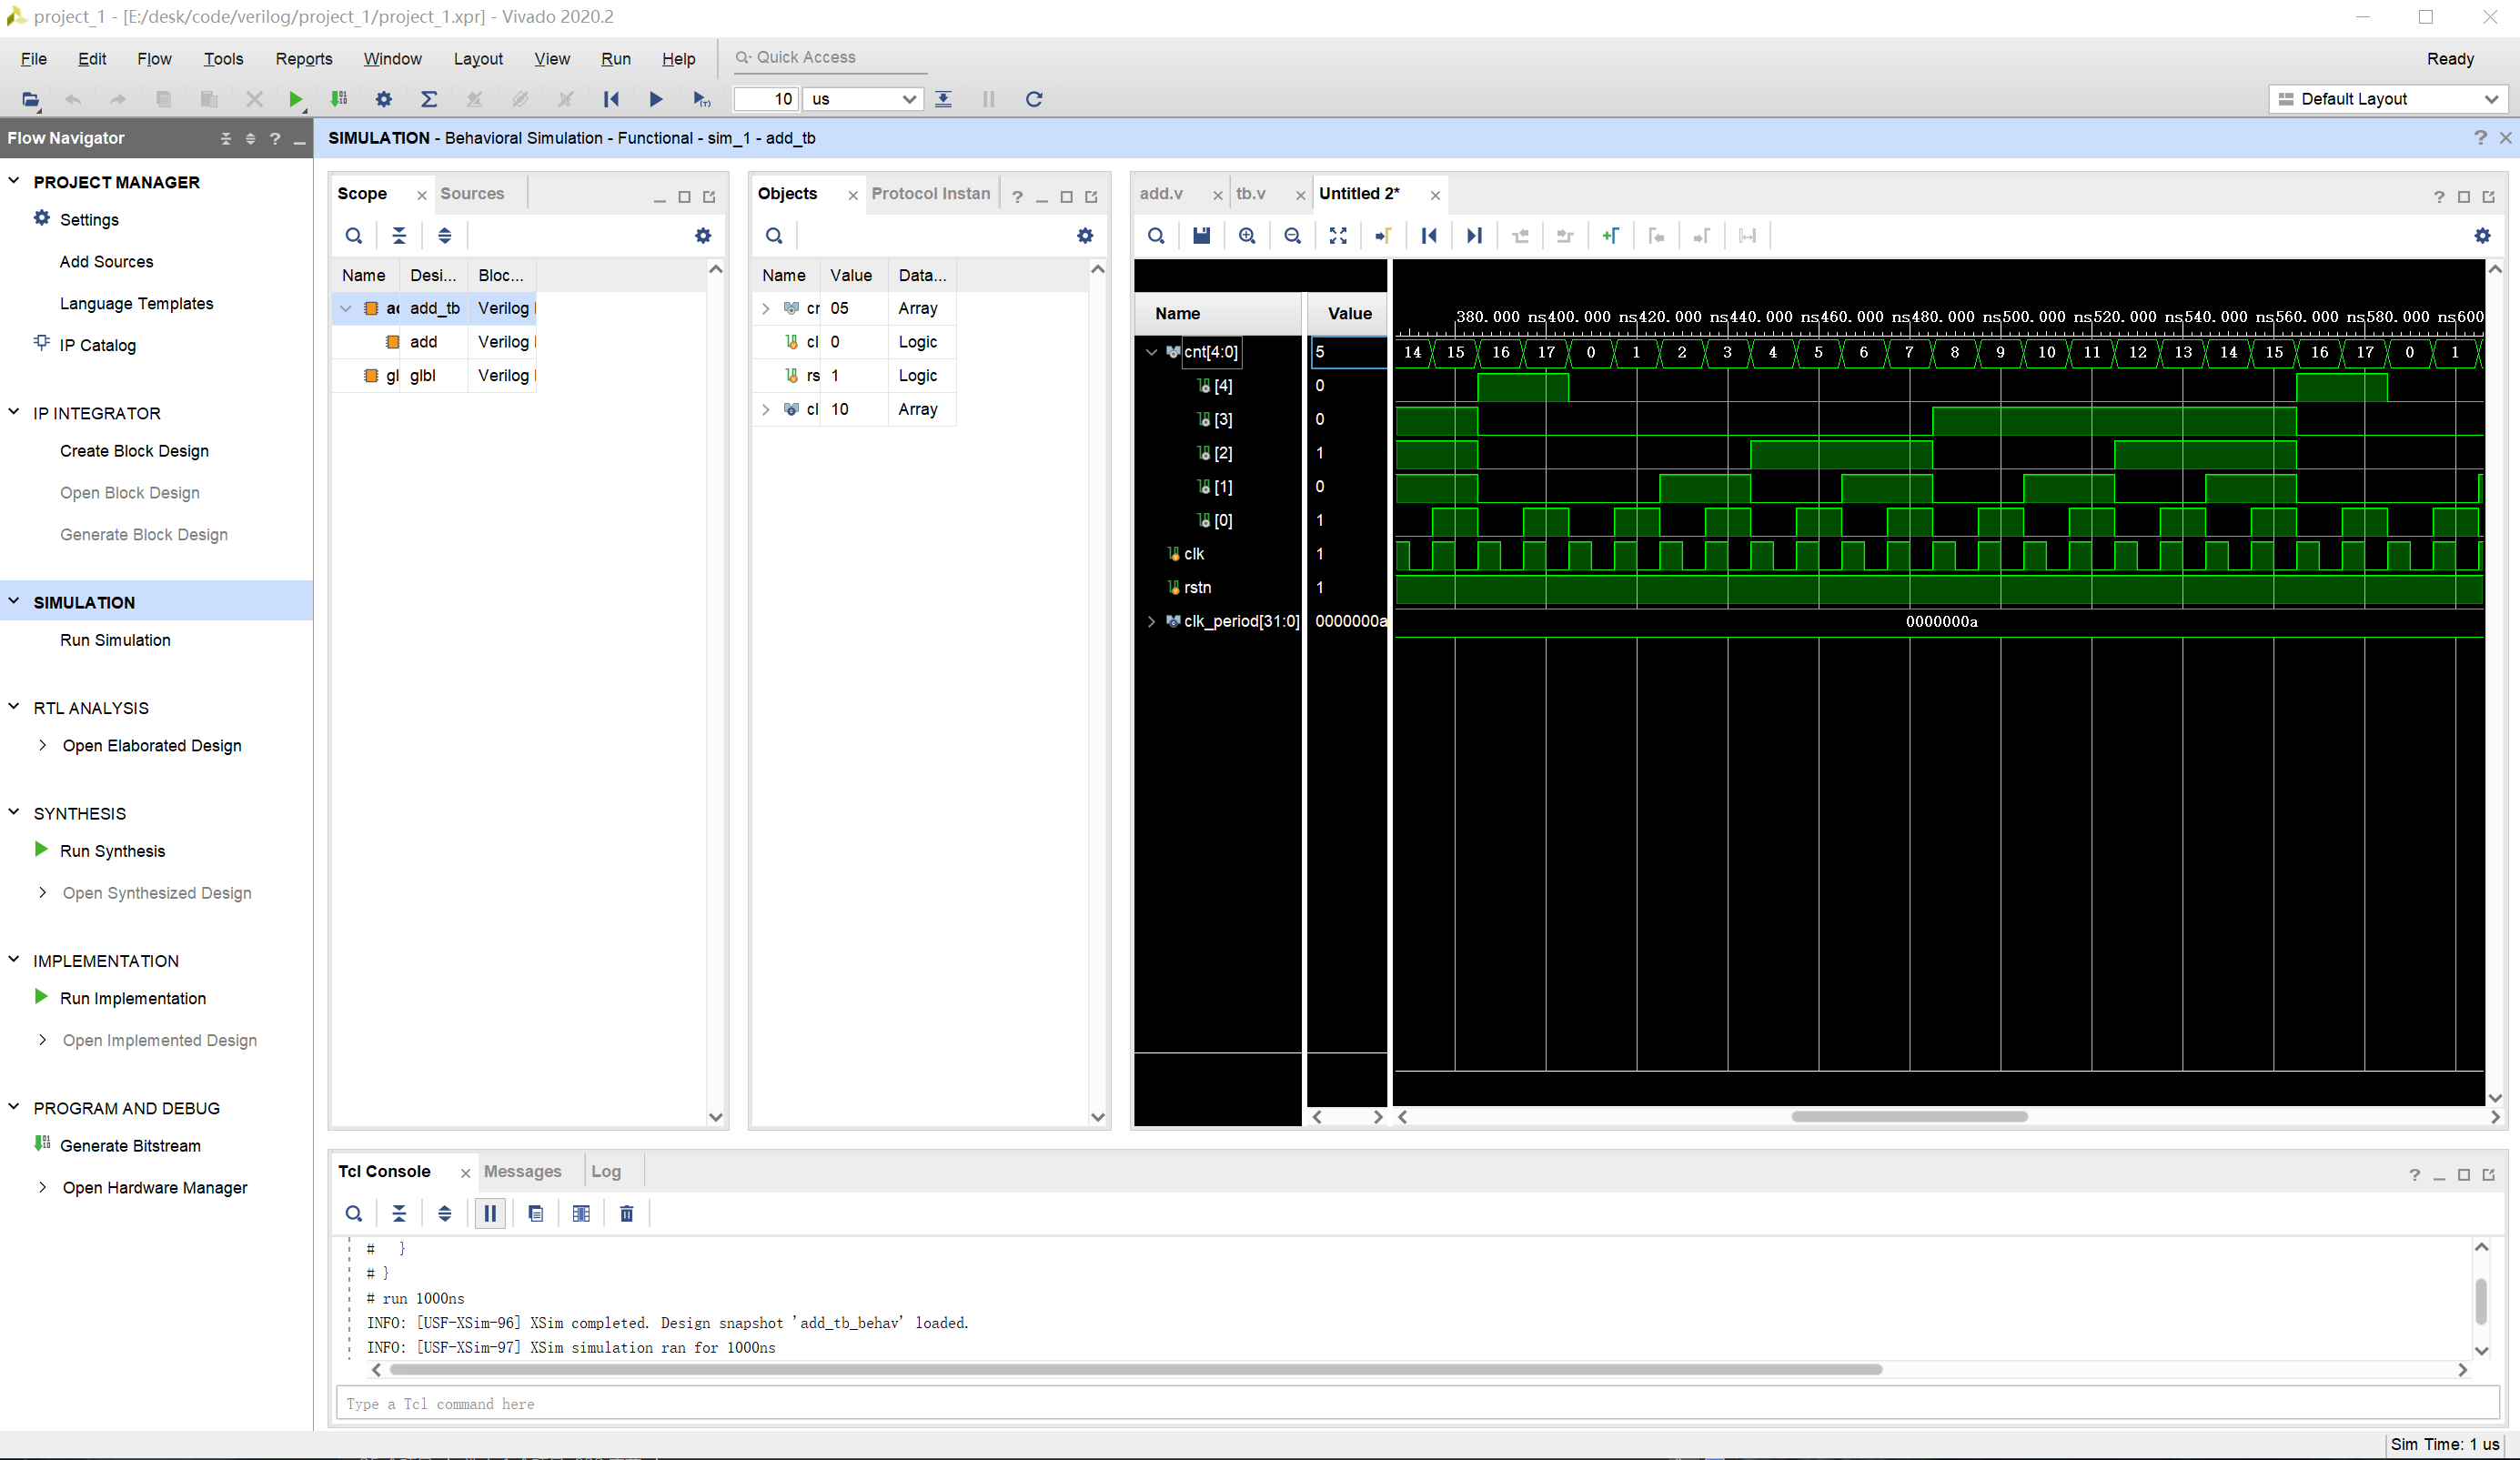 project_1 - [E:/desk/code/verilog/project_1/project_1.xpr] - Vivado 2020.2
File Edit Flow Tools Reports Window Layout View Run Help Quick Access Ready
10 us Default Layout
Flow Navigator
SIMULATION - Behavioral Simulation - Functional - sim_1 - add_tb
PROJECT MANAGER
Settings
Add Sources
Language Templates
IP Catalog
IP INTEGRATOR
Create Block Design
Open Block Design
Generate Block Design
SIMULATION
Run Simulation
RTL ANALYSIS
Open Elaborated Design
SYNTHESIS
Run Synthesis
Open Synthesized Design
IMPLEMENTATION
Run Implementation
Open Implemented Design
PROGRAM AND DEBUG
Generate Bitstream
Open Hardware Manager
Scope Sources
Name Desi... Bloc...
ad add_tb Verilog
add Verilog
gl glbl Verilog
Objects Protocol Instan
Name Value Data...
cr 05 Array
cl 0 Logic
rs 1 Logic
cl 10 Array
add.v tb.v Untitled 2*
Name Value
380.000 ns 400.000 ns 420.000 ns 440.000 ns 460.000 ns 480.000 ns 500.000 ns 520.000 ns 540.000 ns 560.000 ns 580.000 ns 600
cnt[4:0] 5 14 15 16 17 0 1 2 3 4 5 6 7 8 9 10 11 12 13 14 15 16 17 0 1
[4] 0
[3] 0
[2] 1
[1] 0
[0] 1
clk 1
rstn 1
clk_period[31:0] 0000000a 0000000a
Tcl Console Messages Log
# }
# }
# run 1000ns
INFO: [USF-XSim-96] XSim completed. Design snapshot 'add_tb_behav' loaded.
INFO: [USF-XSim-97] XSim simulation ran for 1000ns
Type a Tcl command here
Sim Time: 1 us